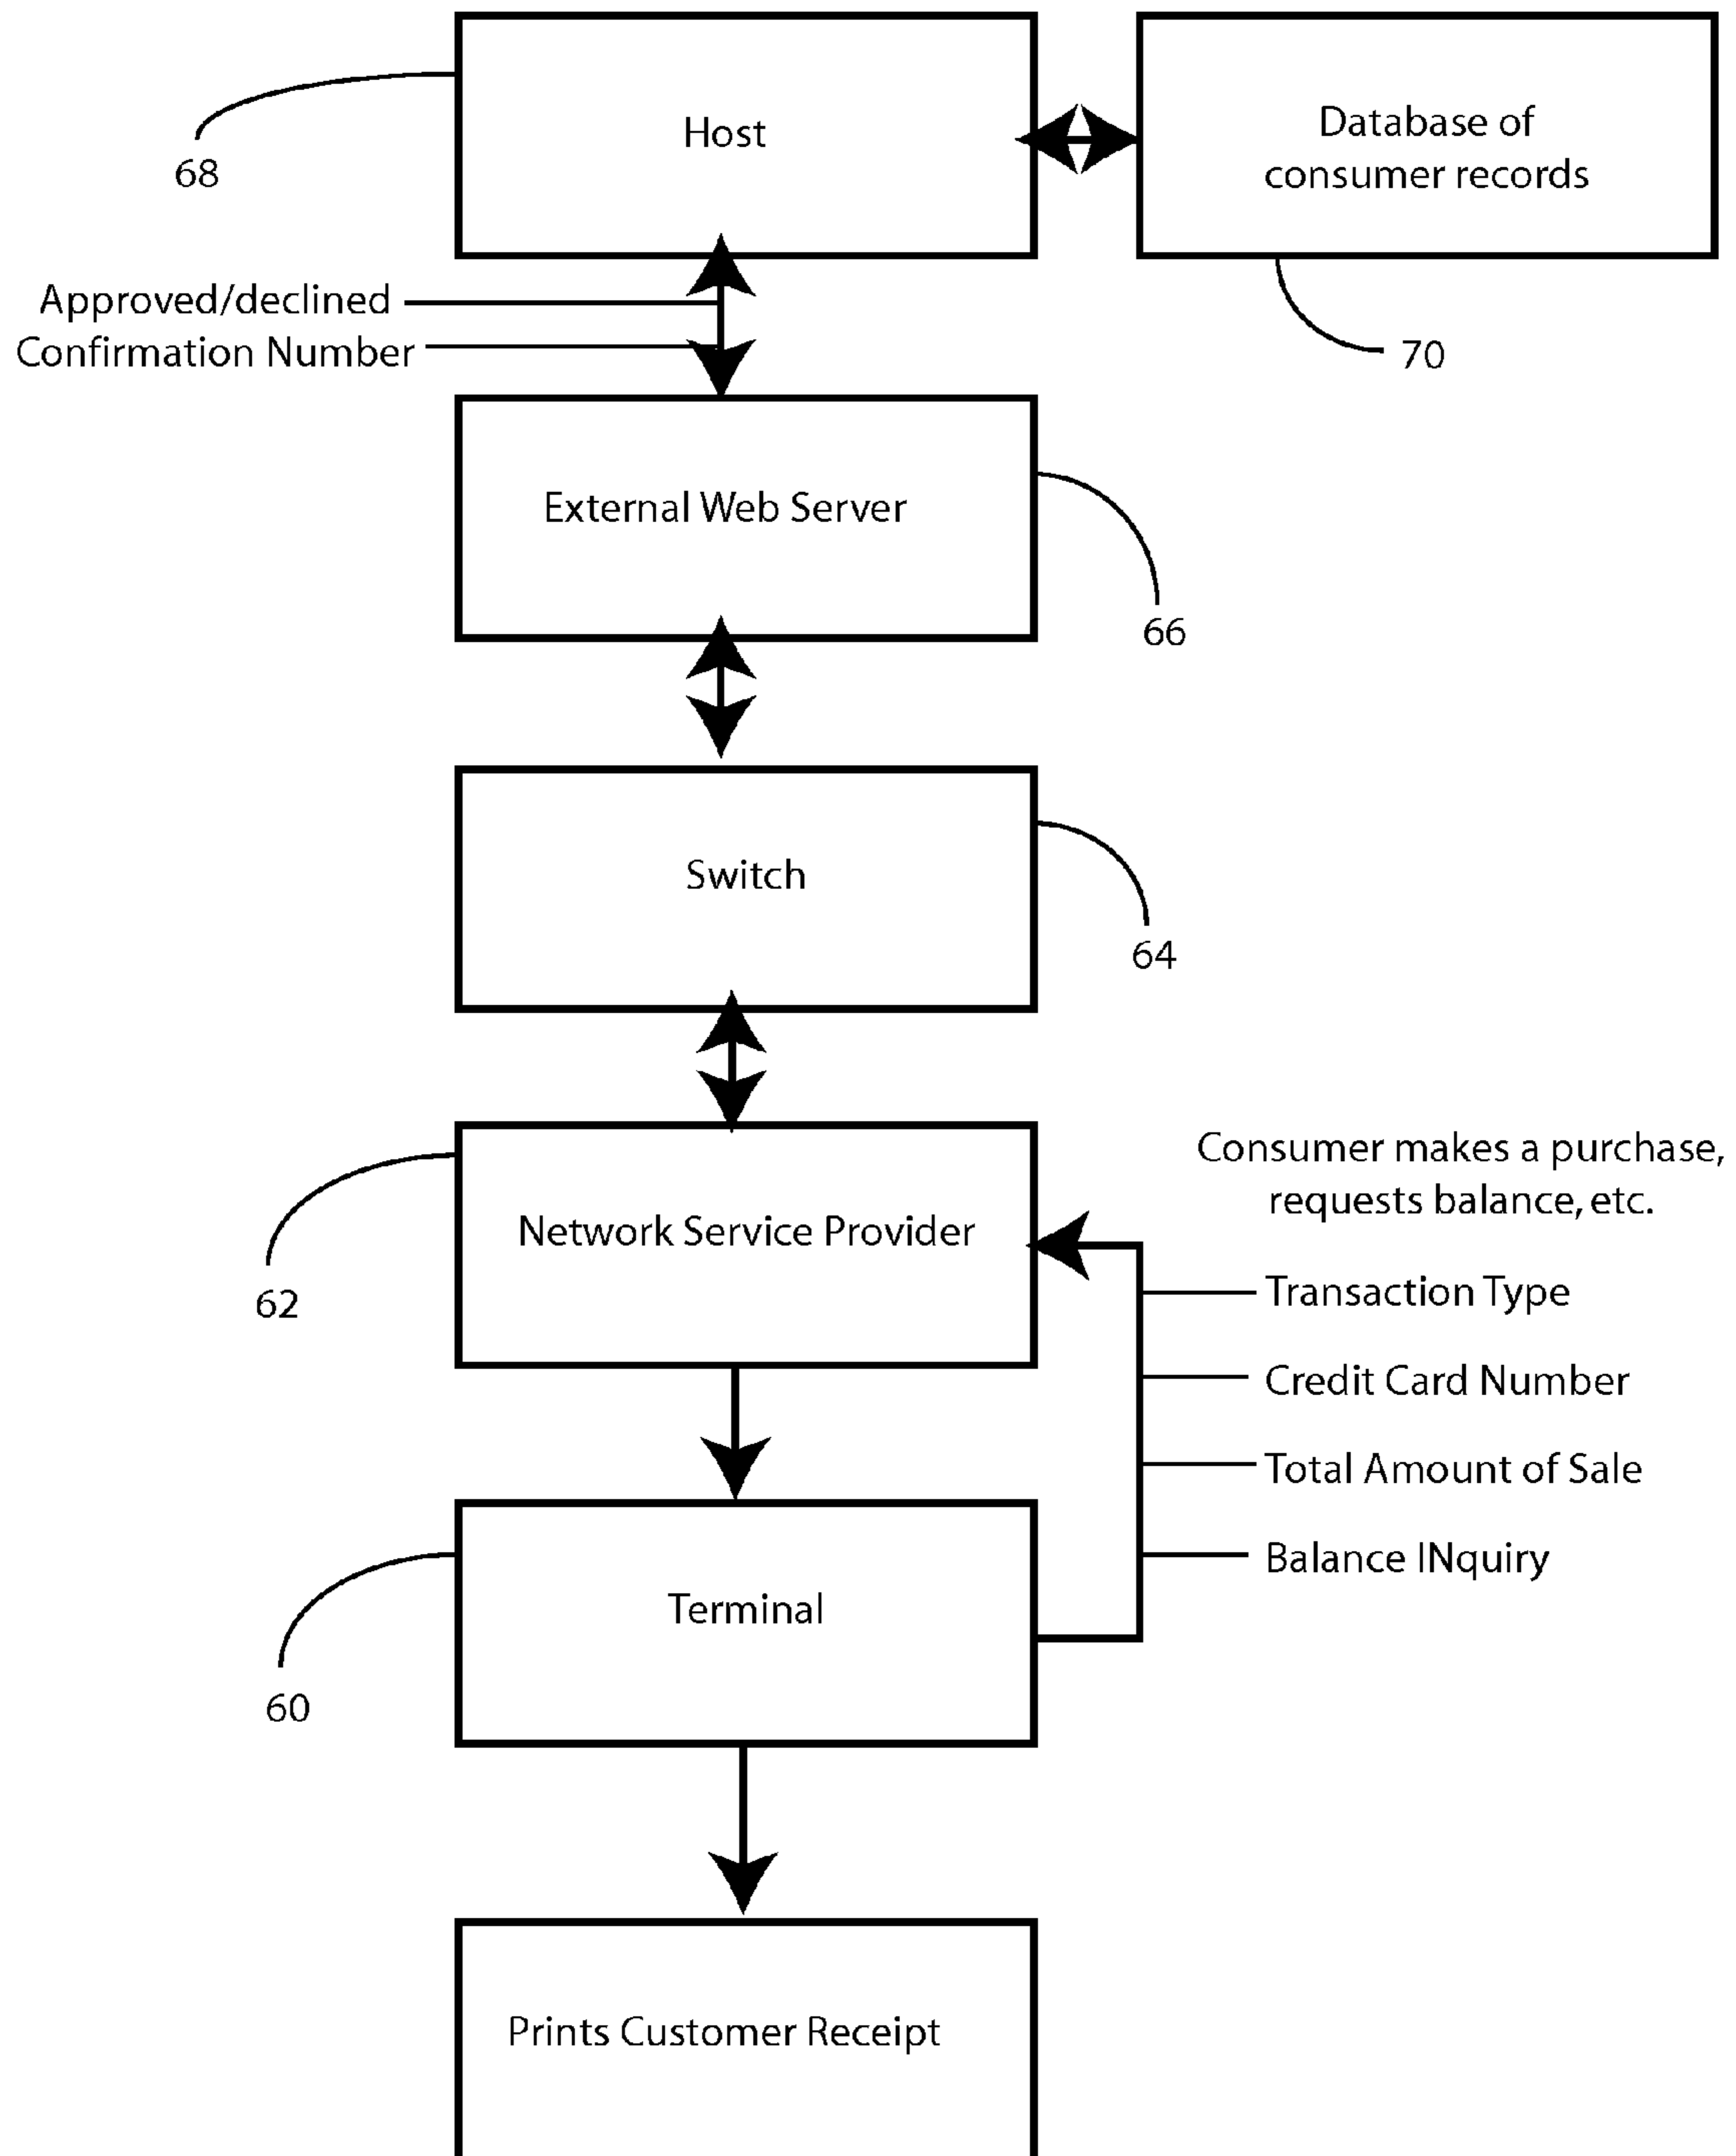 Host
Database of
consumer records
68
Approved/declined
Confirmation Number
70
External Web Server
66
Switch
64
Consumer makes a purchase,
requests balance, etc.
Network Service Provider
Transaction Type
62
Credit Card Number
Total Amount of Sale
Balance INquiry
Terminal
60
Prints Customer Receipt